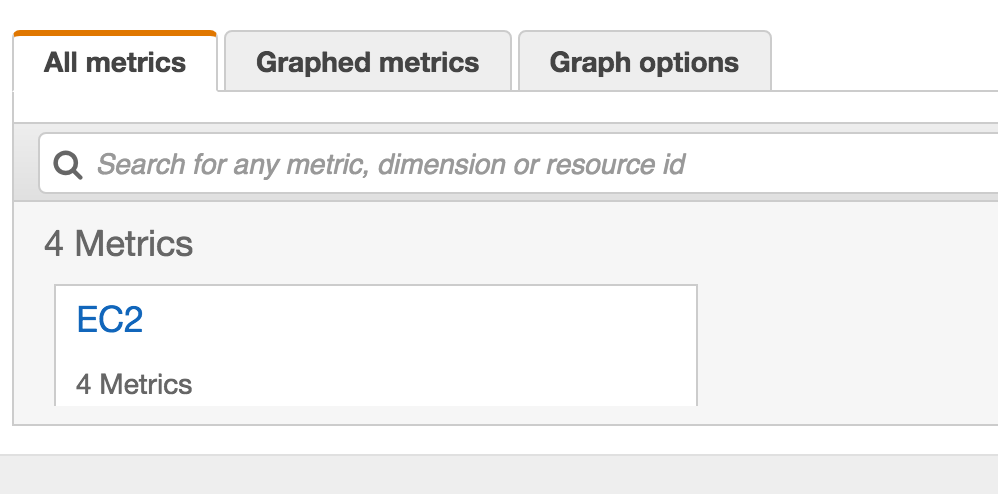 All metrics Graphed metrics Graph options
Search for any metric, dimension or resource id
4 Metrics
EC2
4 Metrics